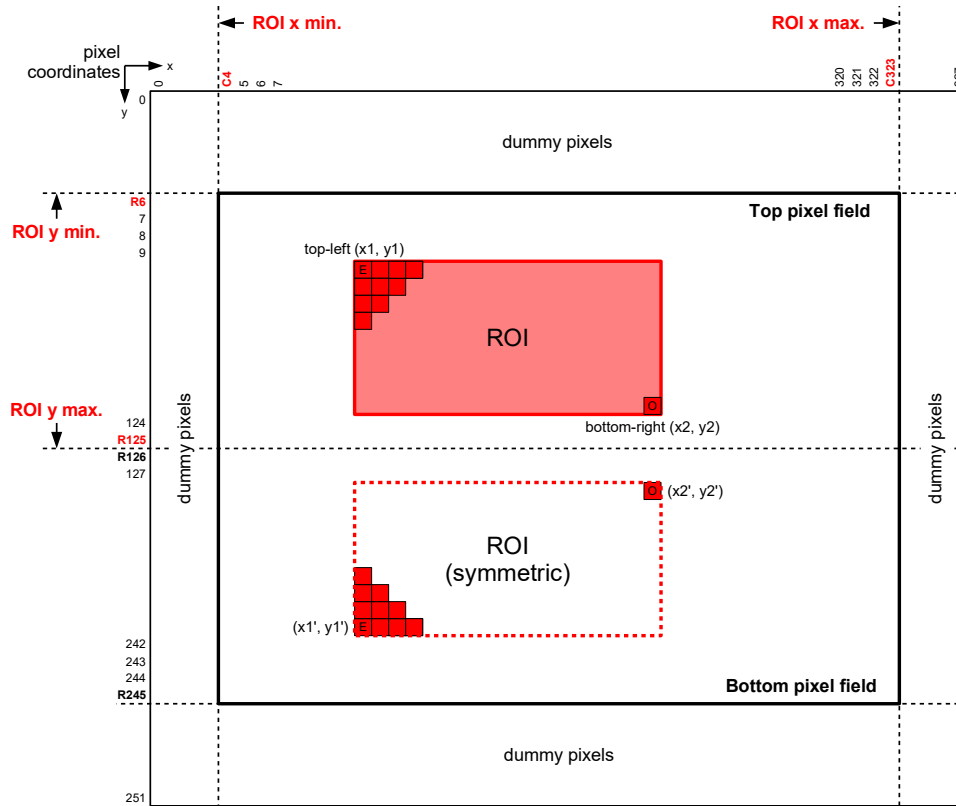 ROI x min.
ROI x max.
pixel
coordinates
x
y
0
C4
5
6
7
320
321
322
C323
0
dummy pixels
R6
7
8
9
ROI y min.
Top pixel field
top-left (x1, y1)
E
ROI
O
bottom-right (x2, y2)
ROI y max.
124
R125
R126
127
dummy pixels
dummy pixels
O
(x2', y2')
ROI
(symmetric)
(x1', y1')
E
242
243
244
R245
Bottom pixel field
dummy pixels
251